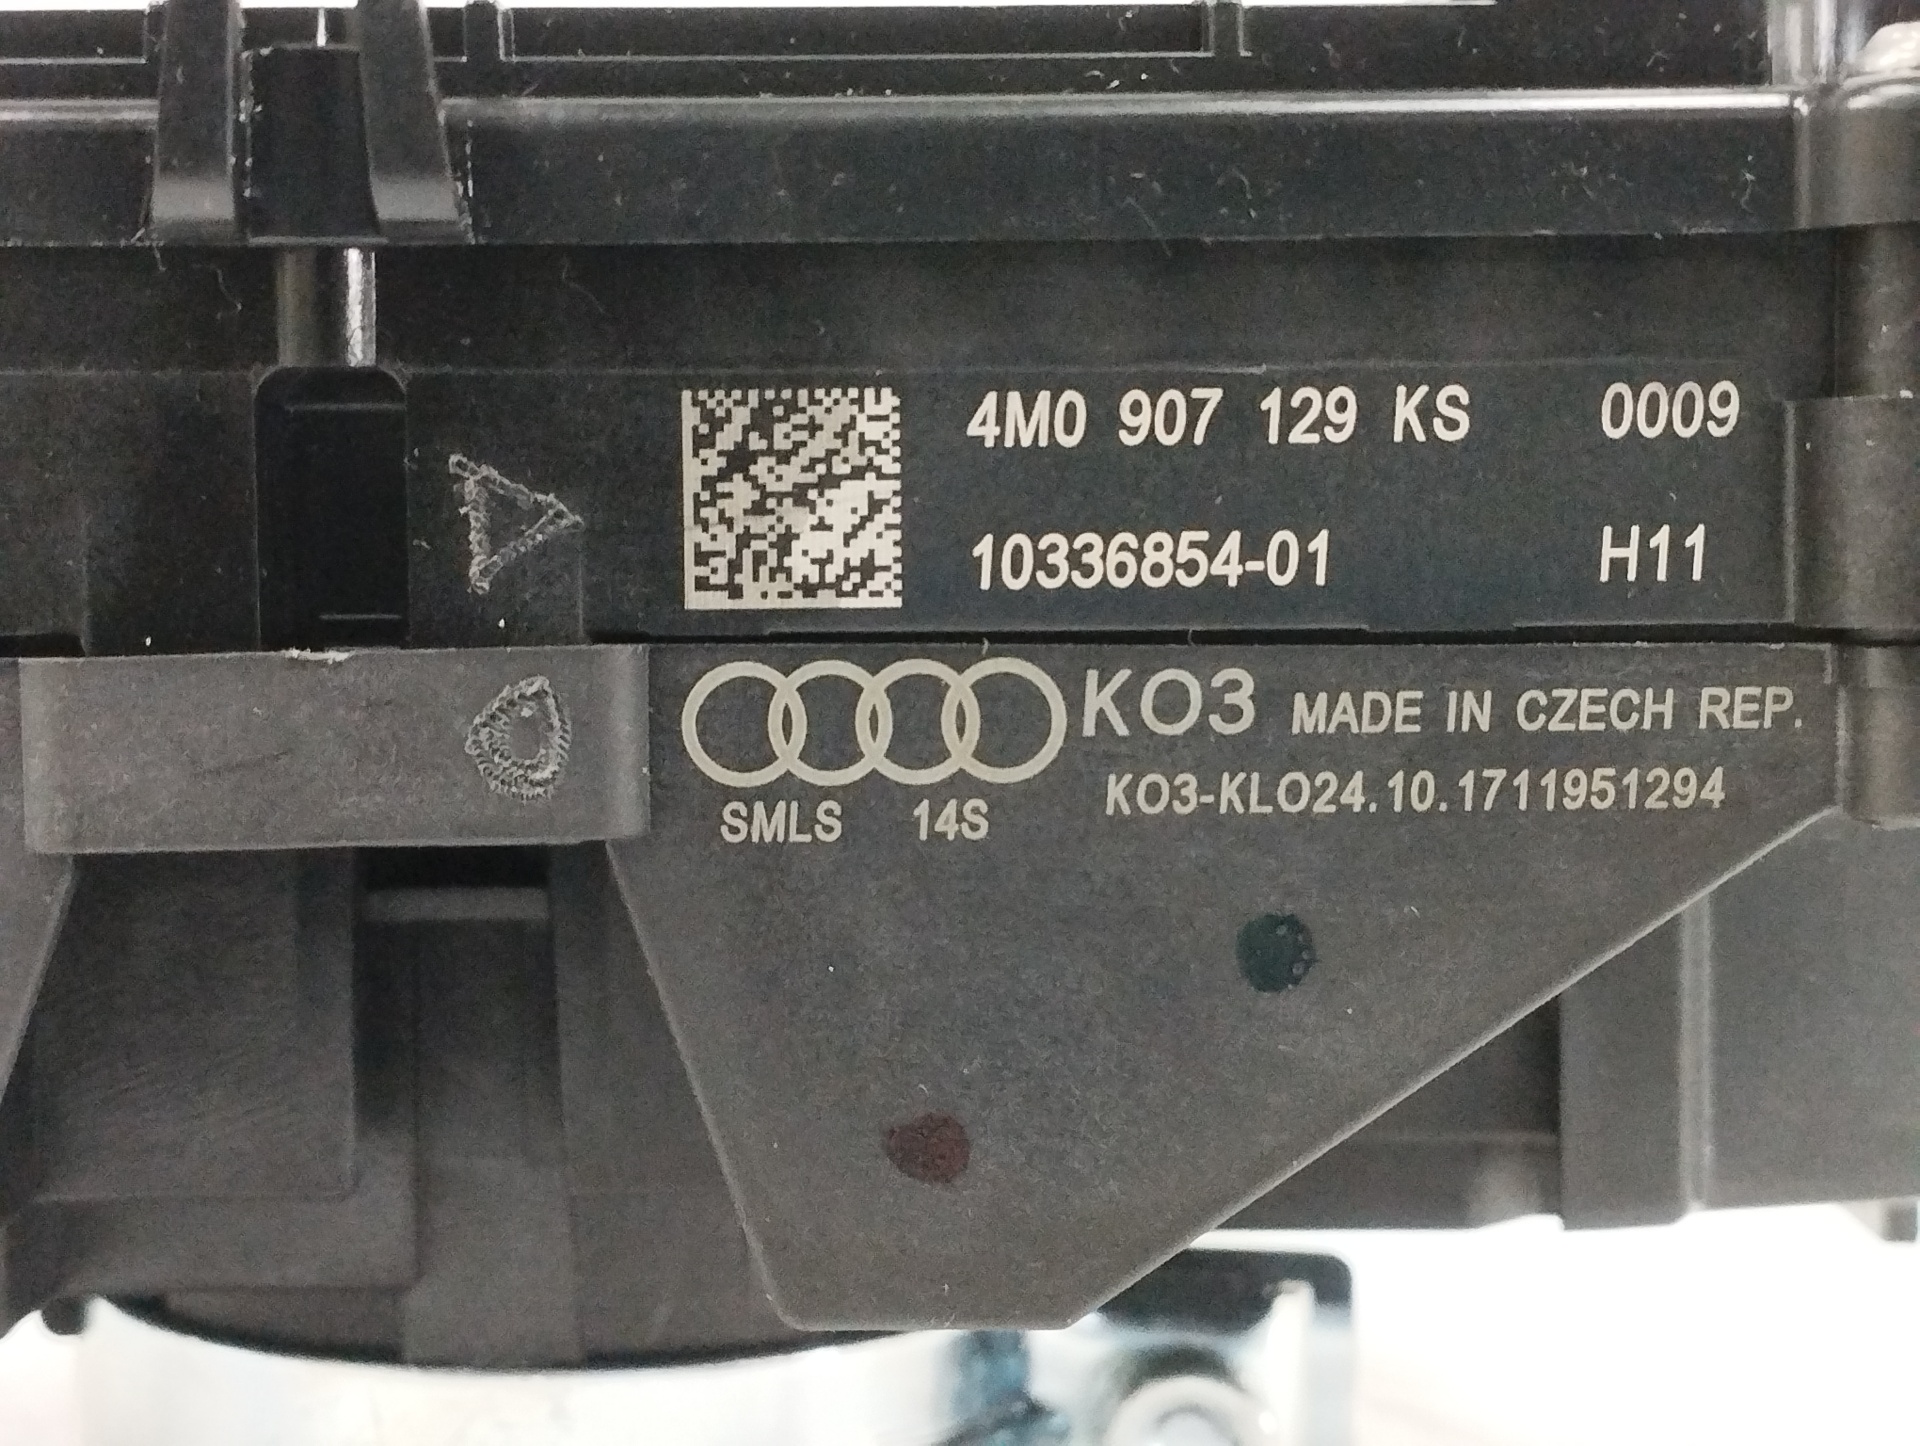 4M0 907 129 KS 0009
10336854-01 H11
KO3 MADE IN CZECH REP.
KO3-KLO24.10.1711951294
SMLS 14S